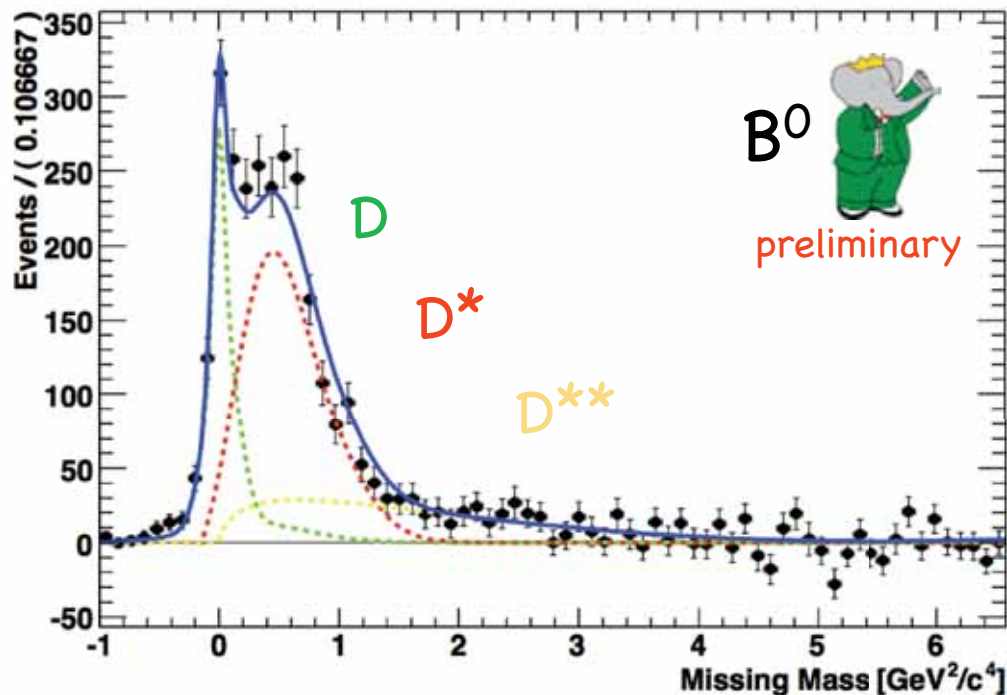 Events / ( 0.106667 )
350
300
250
200
150
100
50
0
-50
B0
preliminary
D
D*
D**
-1 0 1 2 3 4 5 6
Missing Mass [GeV²/c⁴]